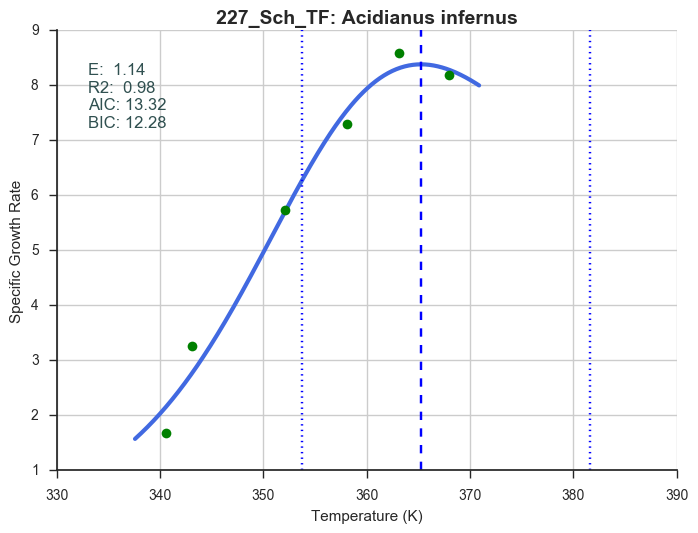 227_Sch_TF: Acidianus infernus
E:  1.14
R2:  0.98
AIC: 13.32
BIC: 12.28
Specific Growth Rate
9
8
7
6
5
4
3
2
1
330 340 350 360 370 380 390
Temperature (K)